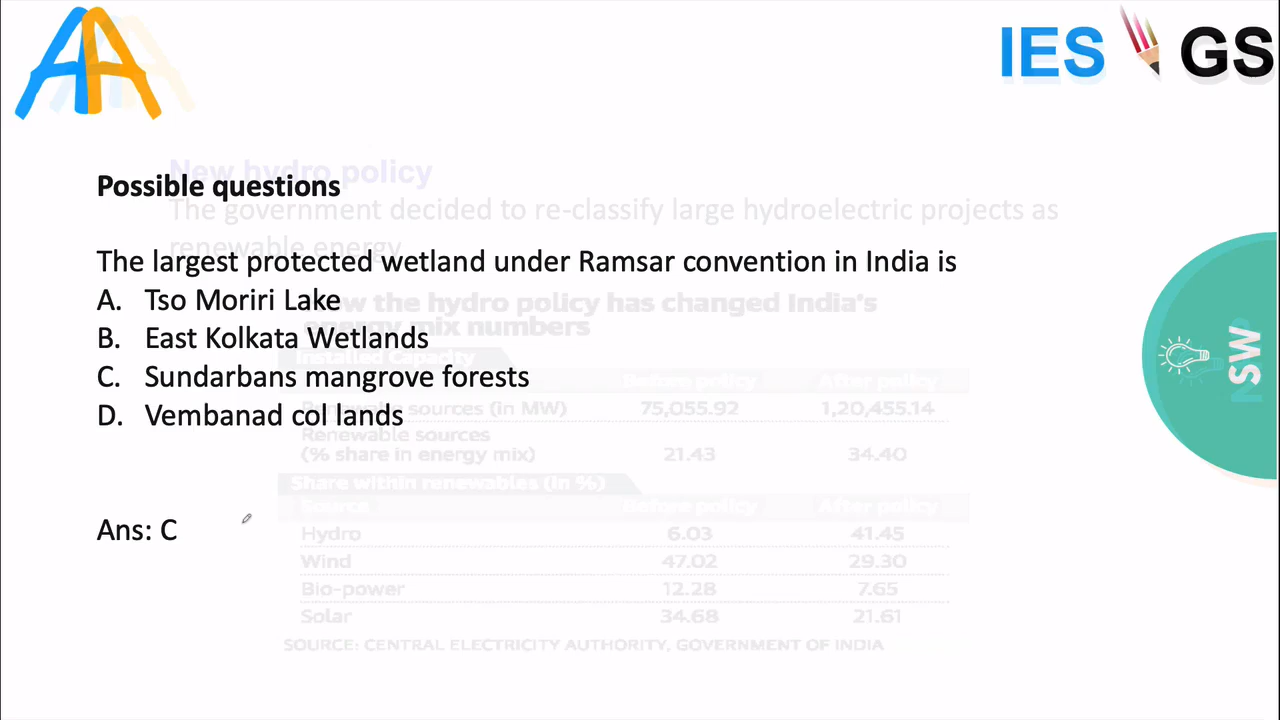 AA
IES GS
New hydro policy
Possible questions
The government decided to re-classify large hydroelectric projects as
renewable energy
The largest protected wetland under Ramsar convention in India is
A. Tso Moriri Lake
How the hydro policy has changed India's
energy mix numbers
B. East Kolkata Wetlands
Installed Capacity
C. Sundarbans mangrove forests
Before policy After policy
D. Vembanad col lands
Renewable sources (in MW) 75,055.92 1,20,455.14
Renewable sources
(% share in energy mix) 21.43 34.40
Share within renewables (in %)
Source Before policy After policy
Ans: C
Hydro 6.03 41.45
Wind 47.02 29.30
Bio-power 12.28 7.65
Solar 34.68 21.61
SOURCE: CENTRAL ELECTRICITY AUTHORITY, GOVERNMENT OF INDIA
SW